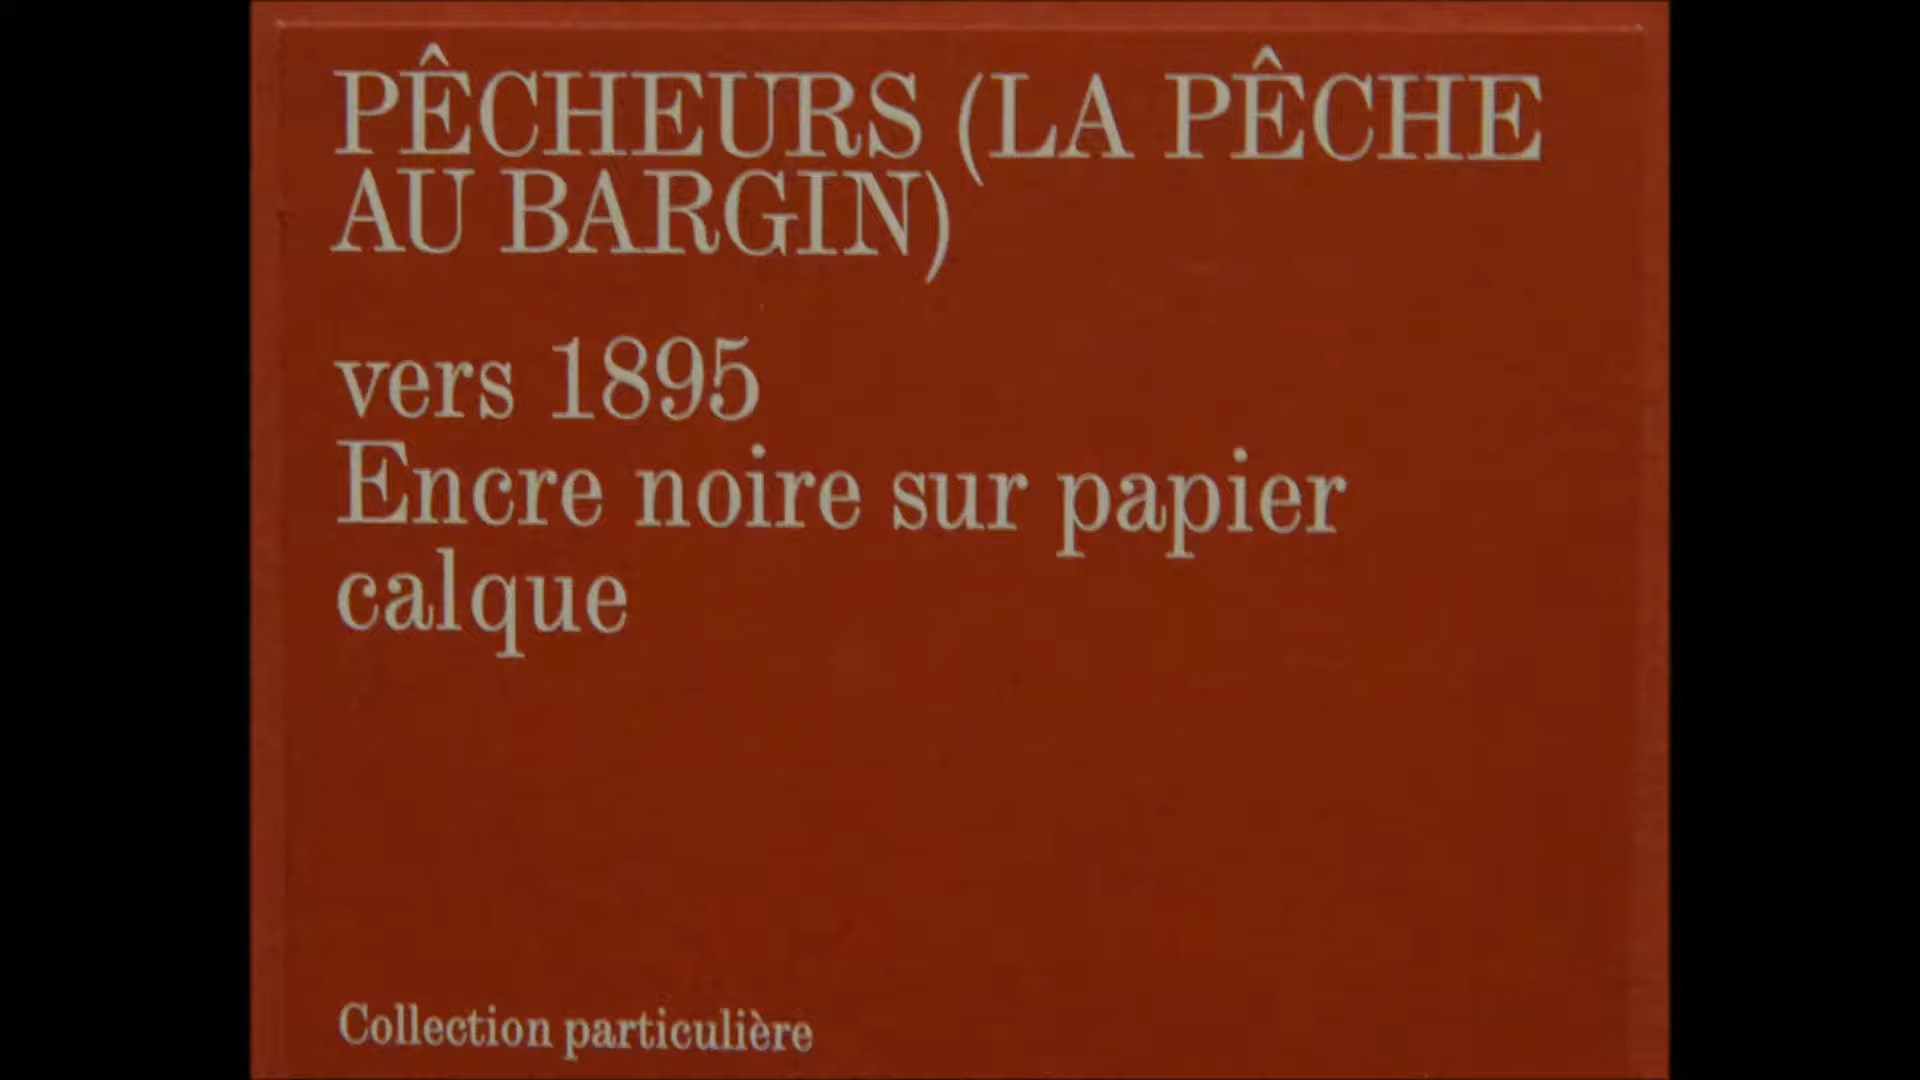 PÊCHEURS (LA PÊCHE
AU BARGIN)
vers 1895
Encre noire sur papier
calque
Collection particulière